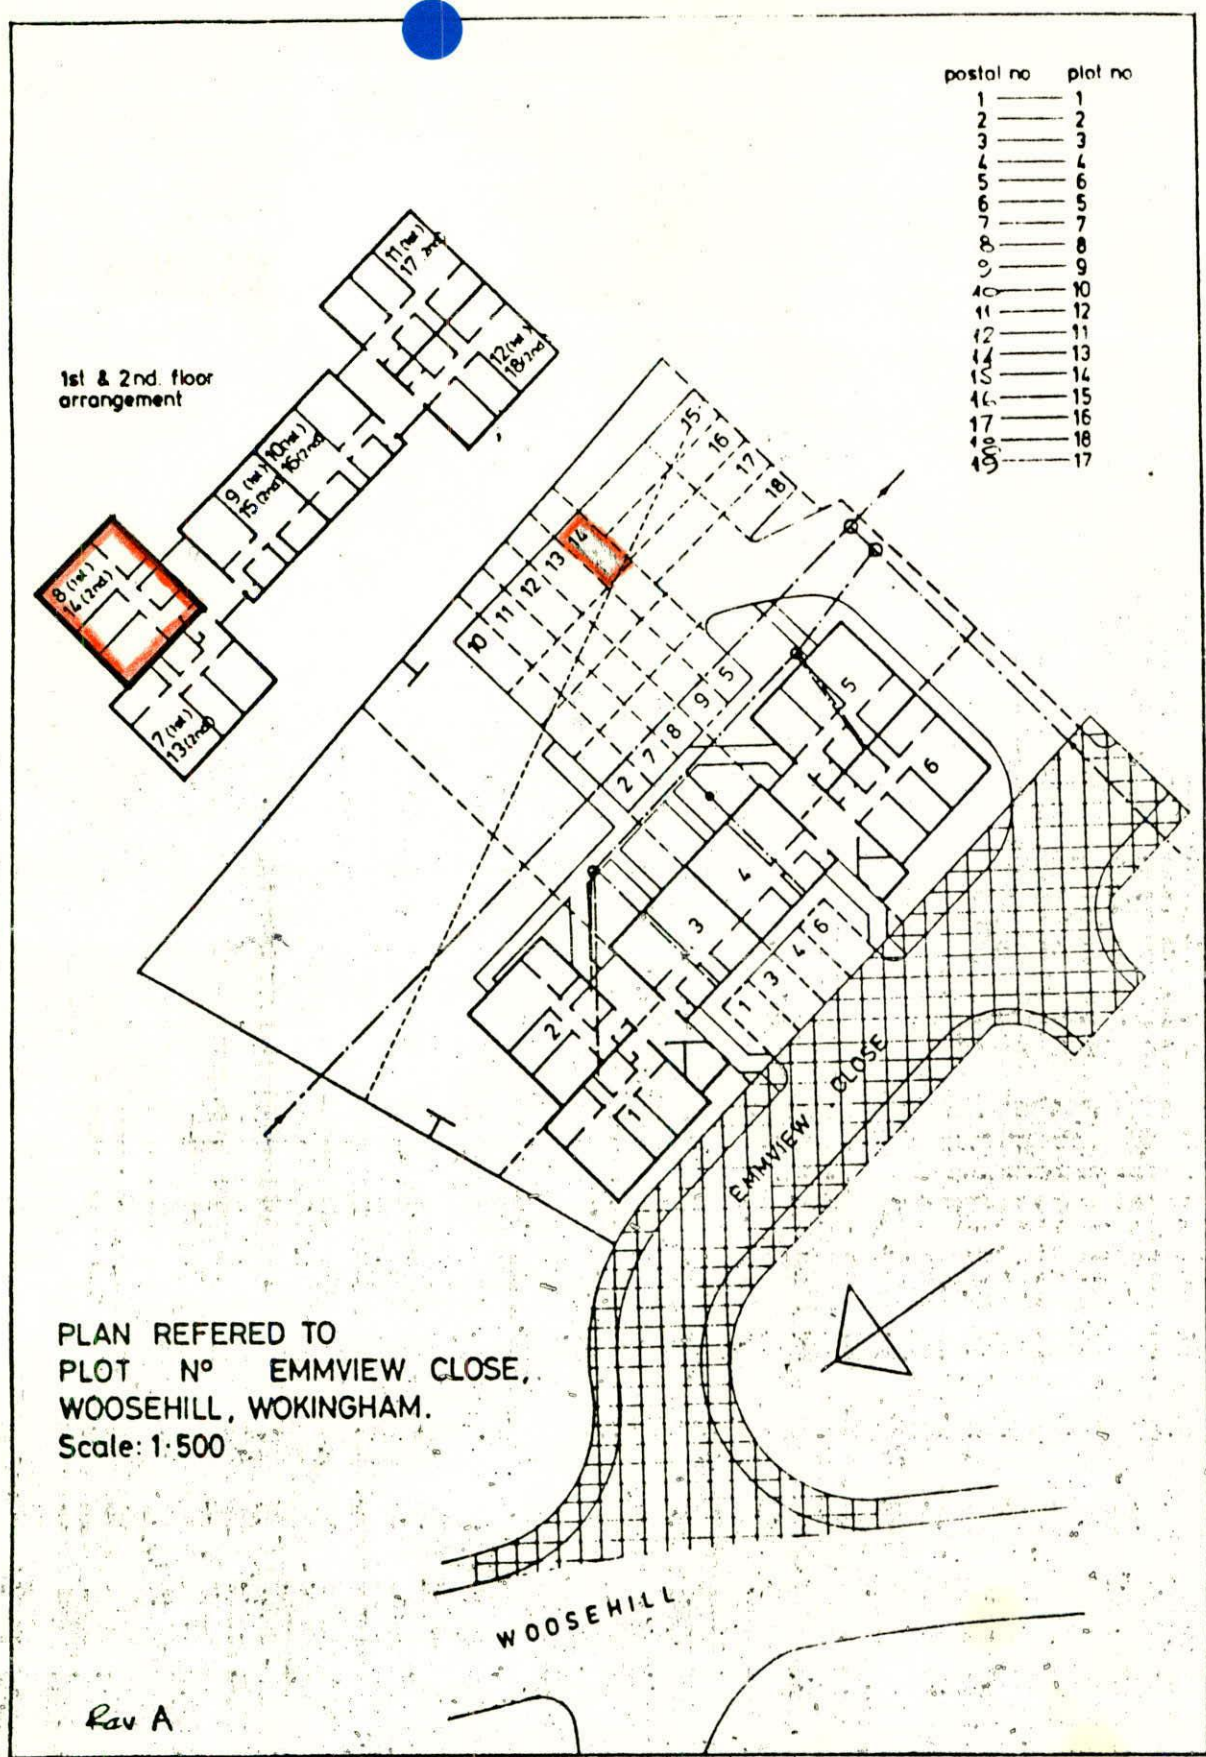 postal no plot no
1 1
2 2
3 3
4 4
5 6
6 5
7 7
8 8
9 9
10 10
11 12
12 11
14 13
15 14
16 15
17 16
18 18
19 17
1st & 2nd. floor
arrangement
11 (1st)
17 2nd
12 (1st)
18 (2nd)
10 (1st)
16 (2nd)
9 (1st)
15 (2nd)
8 (1st)
14 (2nd)
7 (1st)
13 (2nd)
15
16
17
18
14
13
12
11
10
5
9
8
7
2
5
6
4
3
2
1
6
4
3
1
EMMVIEW CLOSE
PLAN REFERED TO
PLOT Nº EMMVIEW CLOSE,
WOOSEHILL, WOKINGHAM.
Scale: 1:500
WOOSEHILL
Rev A